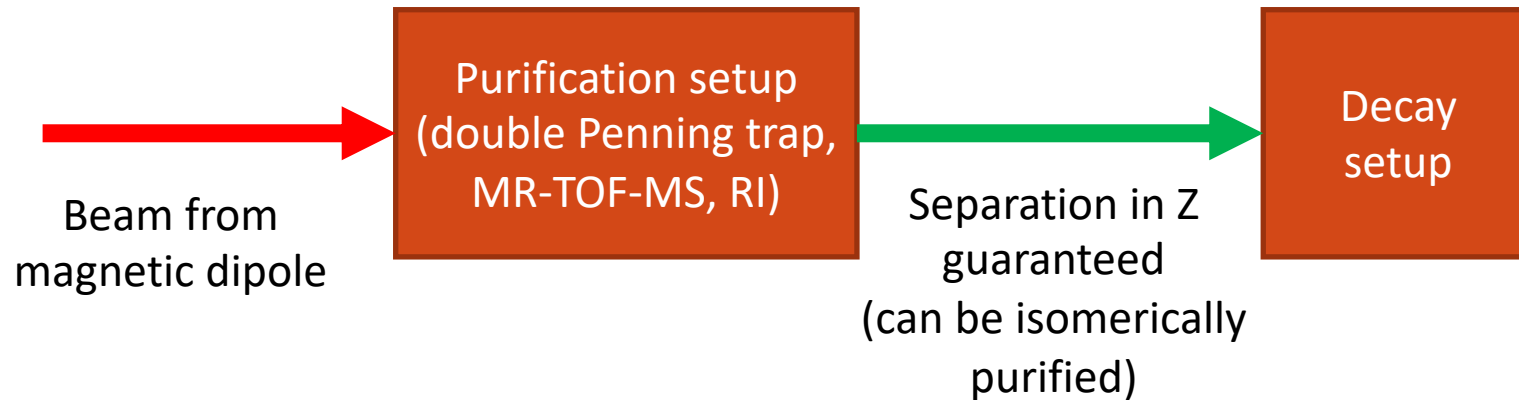 Beam from
magnetic dipole
Purification setup
(double Penning trap,
MR-TOF-MS, RI)
Separation in Z
guaranteed
(can be isomerically
purified)
Decay
setup